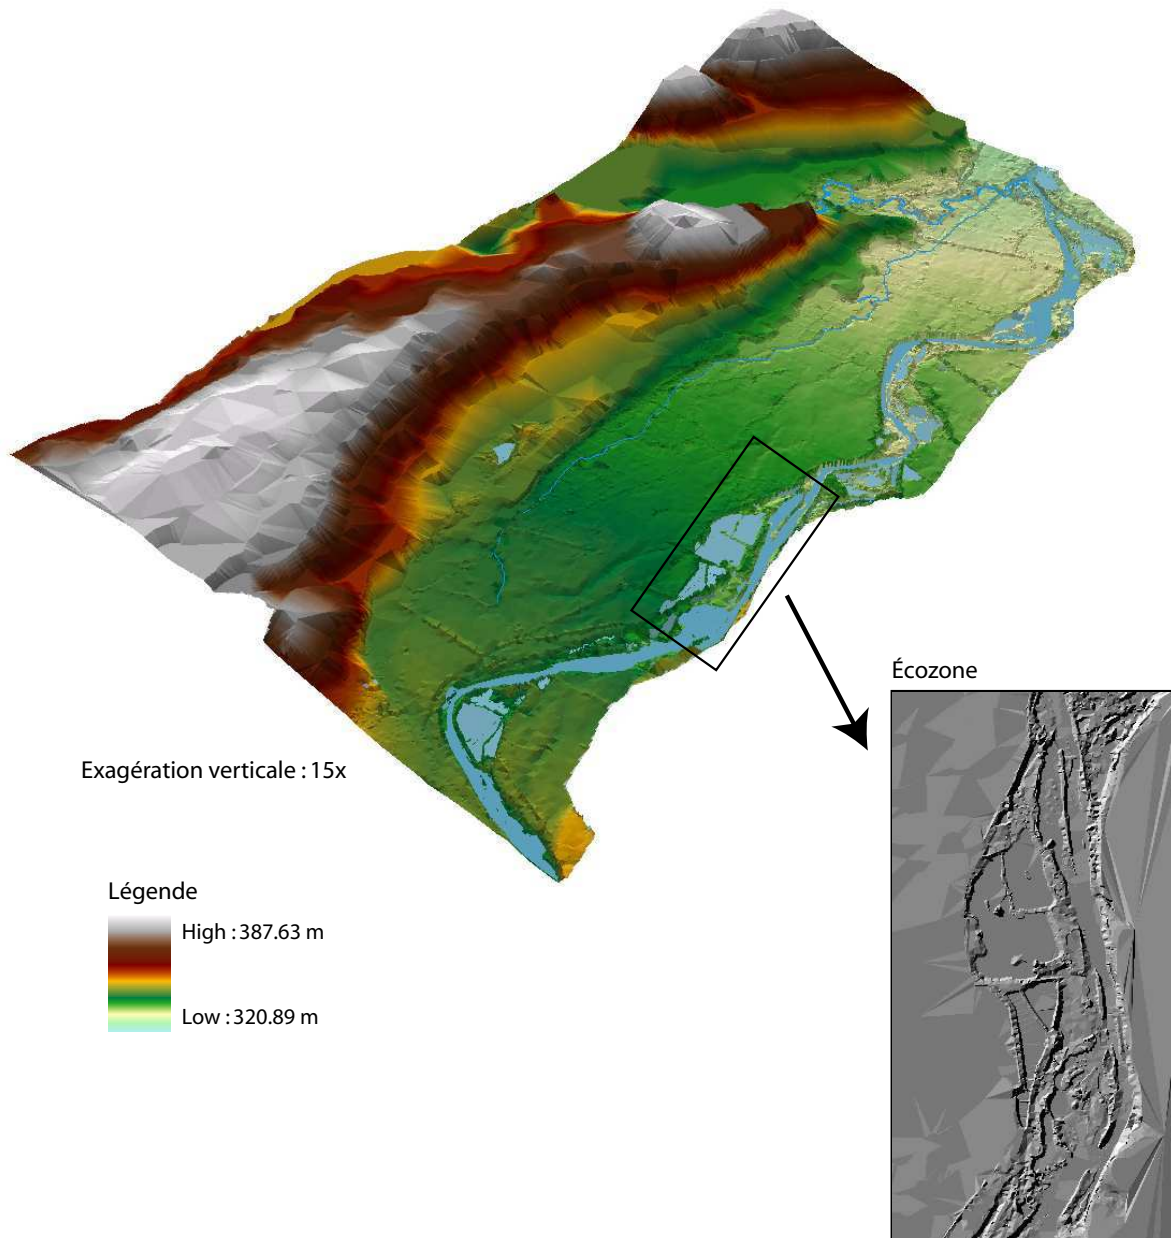 Écozone
Exagération verticale : 15x
Légende
High : 387.63 m
Low : 320.89 m